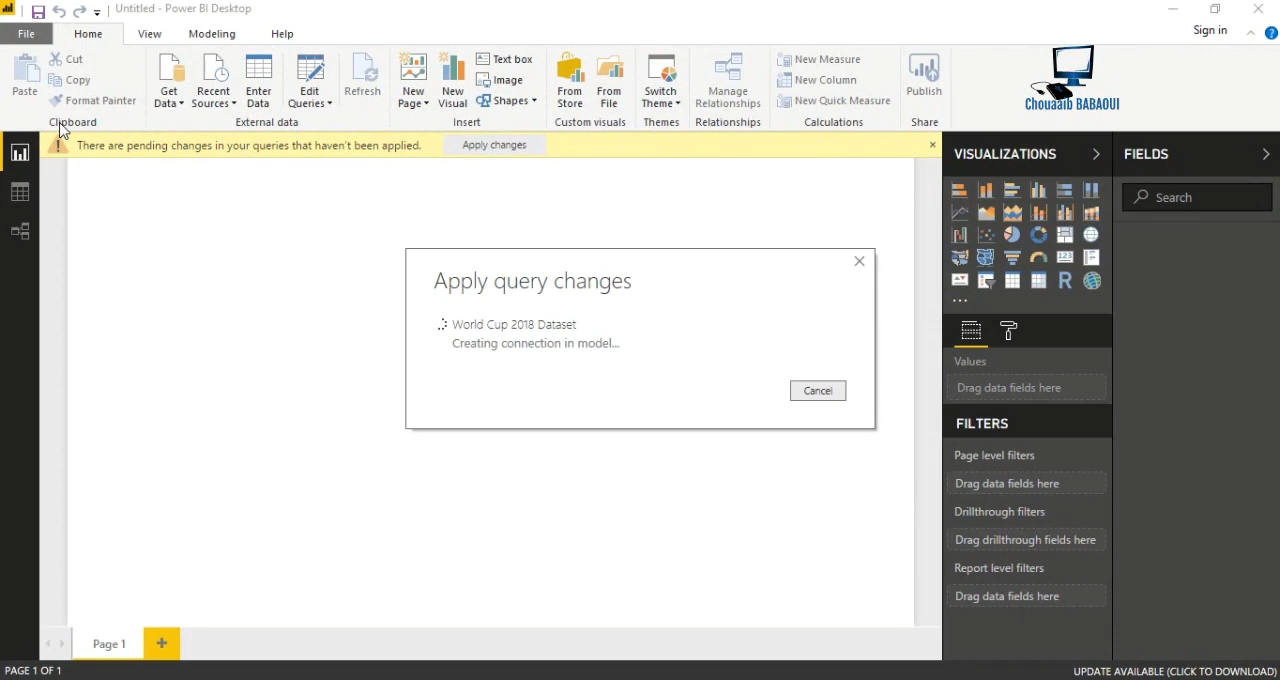 Untitled - Power BI Desktop
File
Home
View
Modeling
Help
Sign in
Paste
Cut
Copy
Format Painter
Clipboard
Get Data
Recent Sources
Enter Data
Edit Queries
Refresh
External data
New Page
New Visual
Text box
Image
Shapes
Insert
From Store
From File
Custom visuals
Switch Theme
Themes
Manage Relationships
Relationships
New Measure
New Column
New Quick Measure
Calculations
Publish
Share
Chouaaib BABAOUI
There are pending changes in your queries that haven't been applied.
Apply changes
Apply query changes
World Cup 2018 Dataset
Creating connection in model...
Cancel
VISUALIZATIONS
FIELDS
Search
123
R
Values
Drag data fields here
FILTERS
Page level filters
Drag data fields here
Drillthrough filters
Drag drillthrough fields here
Report level filters
Drag data fields here
Page 1
PAGE 1 OF 1
UPDATE AVAILABLE (CLICK TO DOWNLOAD)